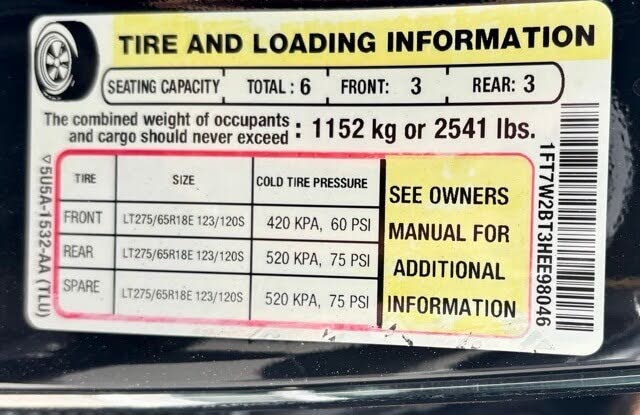 TIRE AND LOADING INFORMATION
SEATING CAPACITY TOTAL : 6 FRONT: 3 REAR: 3
The combined weight of occupants
and cargo should never exceed : 1152 kg or 2541 lbs.
TIRE SIZE COLD TIRE PRESSURE
FRONT LT275/65R18E 123/120S 420 KPA, 60 PSI
REAR LT275/65R18E 123/120S 520 KPA, 75 PSI
SPARE LT275/65R18E 123/120S 520 KPA, 75 PSI
SEE OWNERS
MANUAL FOR
ADDITIONAL
INFORMATION
5U5A-1532-AA (TLU)
1FT7W2BT3HEE98046